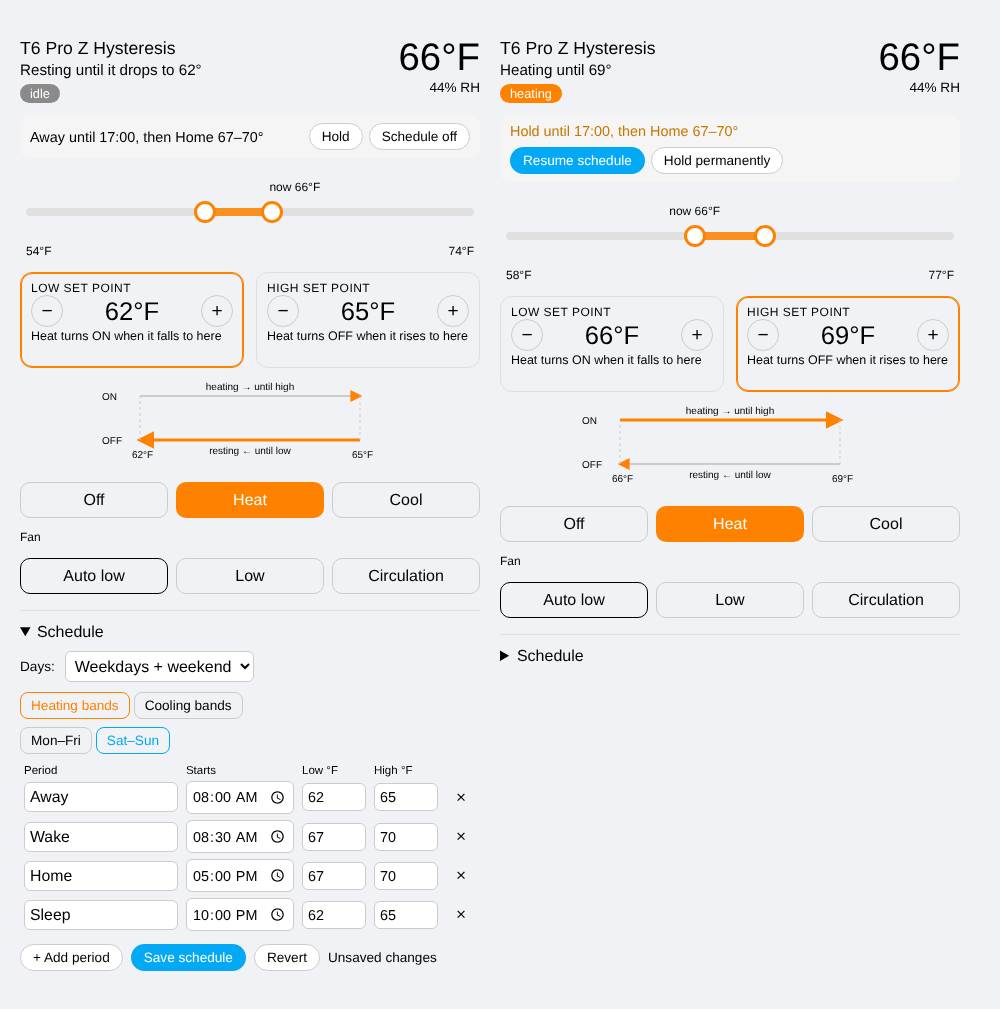 T6 Pro Z Hysteresis
Resting until it drops to 62°
idle
66°F
44% RH
Away until 17:00, then Home 67–70°
Hold
Schedule off
now 66°F
54°F
74°F
LOW SET POINT
− 62°F +
Heat turns ON when it falls to here
HIGH SET POINT
− 65°F +
Heat turns OFF when it rises to here
heating → until high
ON
OFF
resting ← until low
62°F
65°F
Off
Heat
Cool
Fan
Auto low
Low
Circulation
▼ Schedule
Days: Weekdays + weekend
Heating bands
Cooling bands
Mon–Fri
Sat–Sun
Period Starts Low °F High °F
Away 08:00 AM 62 65 ×
Wake 08:30 AM 67 70 ×
Home 05:00 PM 67 70 ×
Sleep 10:00 PM 62 65 ×
+ Add period
Save schedule
Revert
Unsaved changes
T6 Pro Z Hysteresis
Heating until 69°
heating
66°F
44% RH
Hold until 17:00, then Home 67–70°
Resume schedule
Hold permanently
now 66°F
58°F
77°F
LOW SET POINT
− 66°F +
Heat turns ON when it falls to here
HIGH SET POINT
− 69°F +
Heat turns OFF when it rises to here
heating → until high
ON
OFF
resting ← until low
66°F
69°F
Off
Heat
Cool
Fan
Auto low
Low
Circulation
▶ Schedule